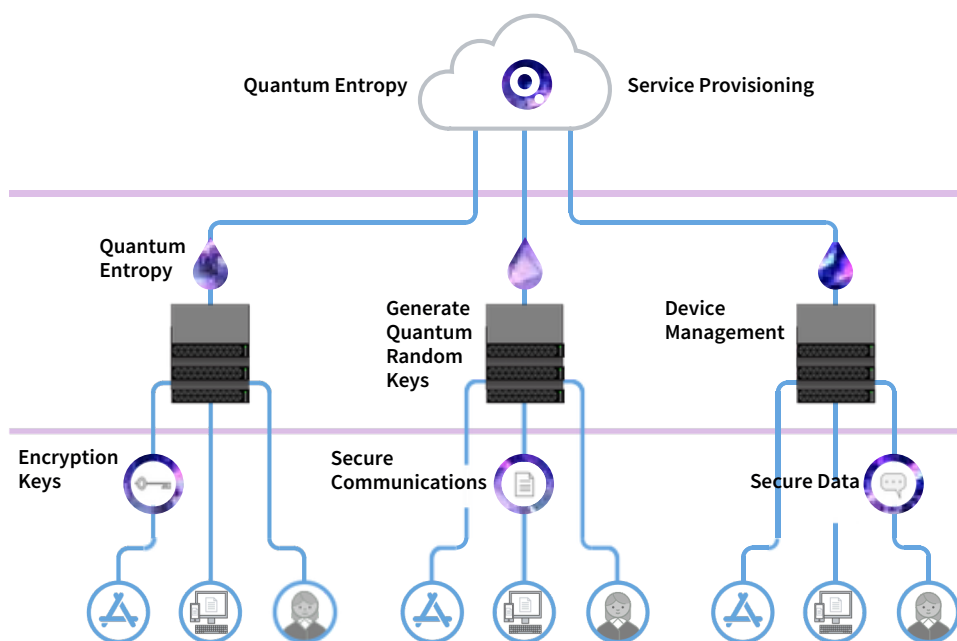 Quantum Entropy
Service Provisioning
Quantum
Entropy
Generate
Quantum
Random
Keys
Device
Management
Encryption
Keys
Secure
Communications
Secure Data